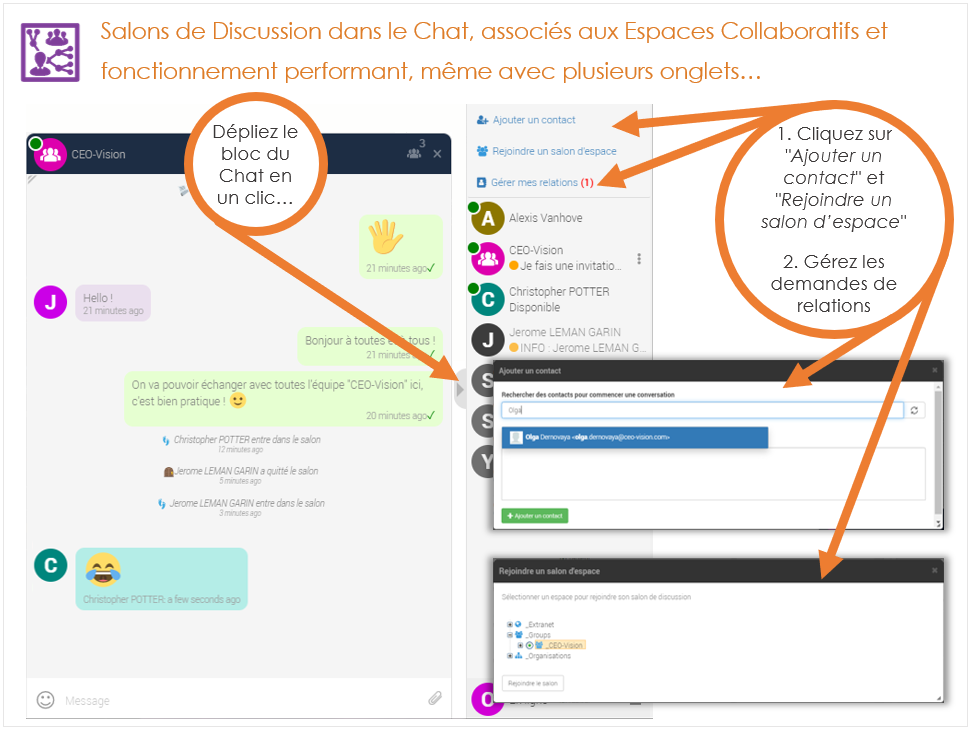 Salons de Discussion dans le Chat, associés aux Espaces Collaboratifs et
fonctionnement performant, même avec plusieurs onglets…
Dépliez le
bloc du
Chat en
un clic…
CEO-Vision
3
21 minutes ago
J
Hello !
21 minutes ago
Bonjour à toutes et tous !
21 minutes ago
On va pouvoir échanger avec toutes l'équipe "CEO-Vision" ici,
c'est bien pratique !
20 minutes ago
Christopher POTTER entre dans le salon
12 minutes ago
Jerome LEMAN GARIN a quitté le salon
5 minutes ago
Jerome LEMAN GARIN entre dans le salon
3 minutes ago
C
Christopher POTTER: a few seconds ago
Message
Ajouter un contact
Rejoindre un salon d'espace
Gérer mes relations (1)
A
Alexis Vanhove
CEO-Vision
Je fais une invitatio...
C
Christopher POTTER
Disponible
J
Jerome LEMAN GARIN
INFO : Jerome LEMAN G...
S
S
Y
O
1. Cliquez sur
"Ajouter un
contact" et
"Rejoindre un
salon d'espace"
2. Gérez les
demandes de
relations
Ajouter un contact
Rechercher des contacts pour commencer une conversation
Olga
Olga Dernovaya <olga.dernovaya@ceo-vision.com>
Ajouter un contact
Rejoindre un salon d'espace
Sélectionner un espace pour rejoindre son salon de discussion
_Extranet
_Groups
_CEO-Vision
_Organisations
Rejoindre le salon